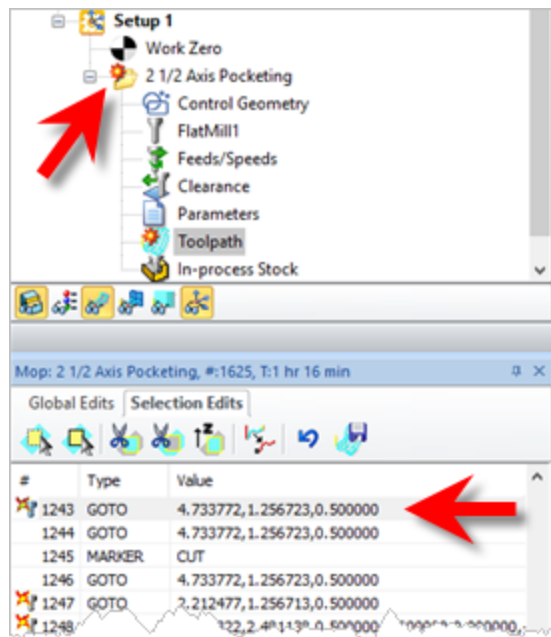 Setup 1
Work Zero
2 1/2 Axis Pocketing
Control Geometry
FlatMill1
Feeds/Speeds
Clearance
Parameters
Toolpath
In-process Stock
Mop: 2 1/2 Axis Pocketing, #:1625, T:1 hr 16 min
Global Edits Selection Edits
# Type Value
1243 GOTO 4.733772,1.256723,0.500000
1244 GOTO 4.733772,1.256723,0.500000
1245 MARKER CUT
1246 GOTO 4.733772,1.256723,0.500000
1247 GOTO 2.212477,1.256713,0.500000
1248